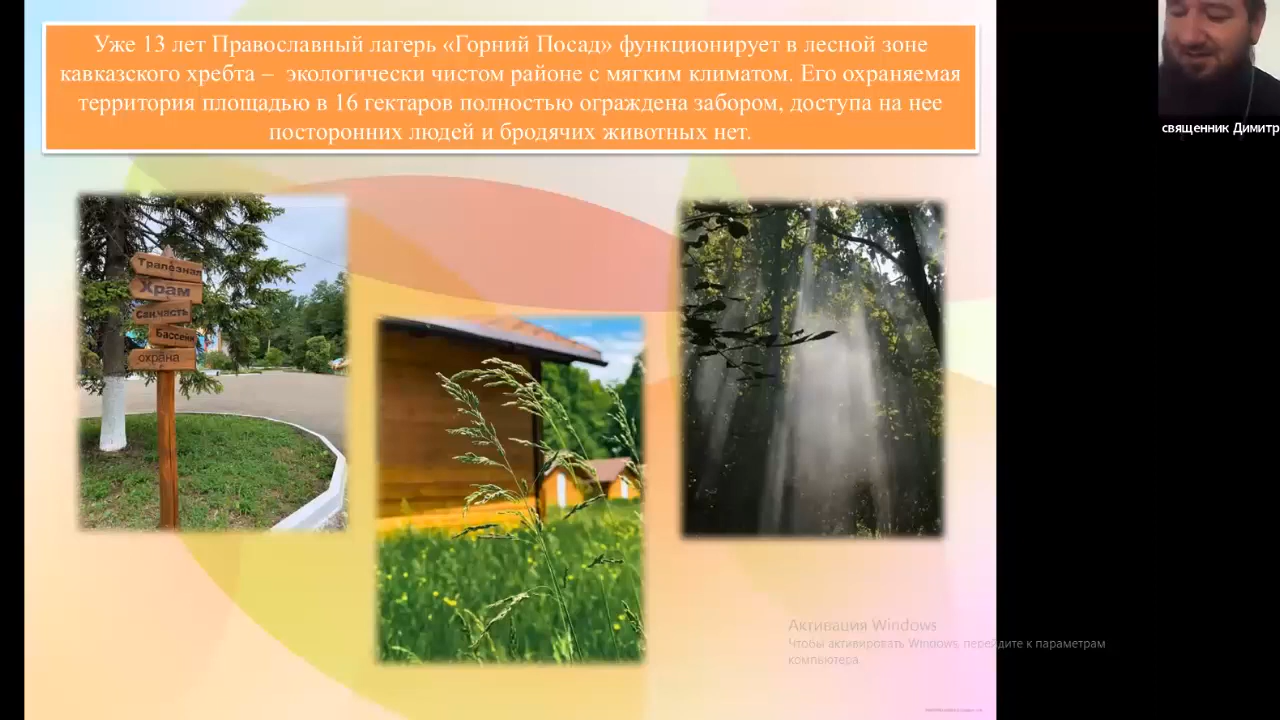 Уже 13 лет Православный лагерь «Горний Посад» функционирует в лесной зоне
кавказского хребта – экологически чистом районе с мягким климатом. Его охраняемая
территория площадью в 16 гектаров полностью ограждена забором, доступа на нее
посторонних людей и бродячих животных нет.
священник Димитр
Трапезная
Храм
Сан.часть
Бассейн
охрана
Активация Windows
Чтобы активировать Windows, перейдите к параметрам
компьютера.